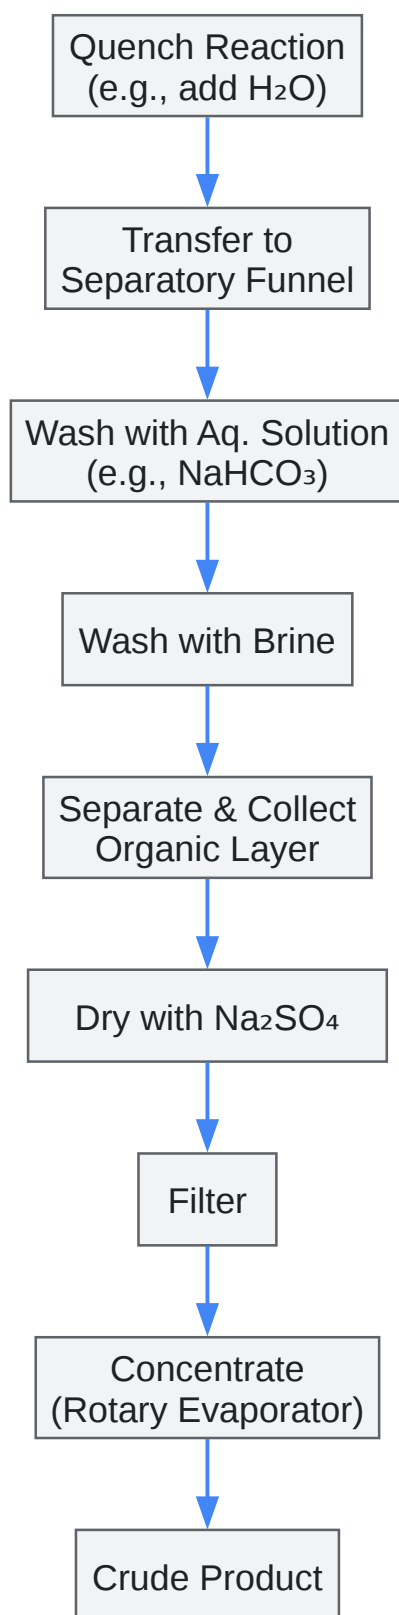 Quench Reaction
(e.g., add H₂O)
Transfer to
Separatory Funnel
Wash with Aq. Solution
(e.g., NaHCO₃)
Wash with Brine
Separate & Collect
Organic Layer
Dry with Na₂SO₄
Filter
Concentrate
(Rotary Evaporator)
Crude Product